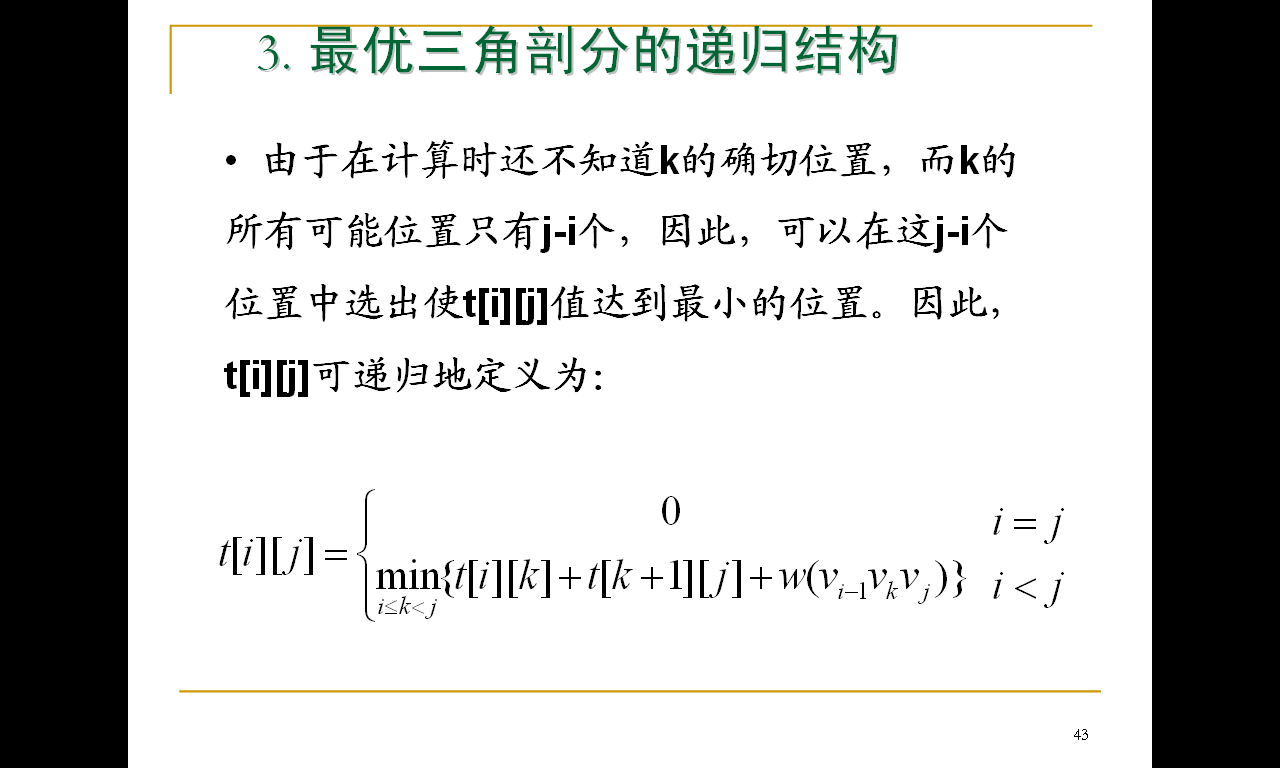 3. 最优三角剖分的递归结构
• 由于在计算时还不知道k的确切位置，而k的
所有可能位置只有j-i个，因此，可以在这j-i个
位置中选出使t[i][j]值达到最小的位置。因此，
t[i][j]可递归地定义为：
0 i = j
t[i][j] =
min{t[i][k] + t[k +1][j] + w(v_{i-1}v_kv_j)} i < j
i≤k<j
43